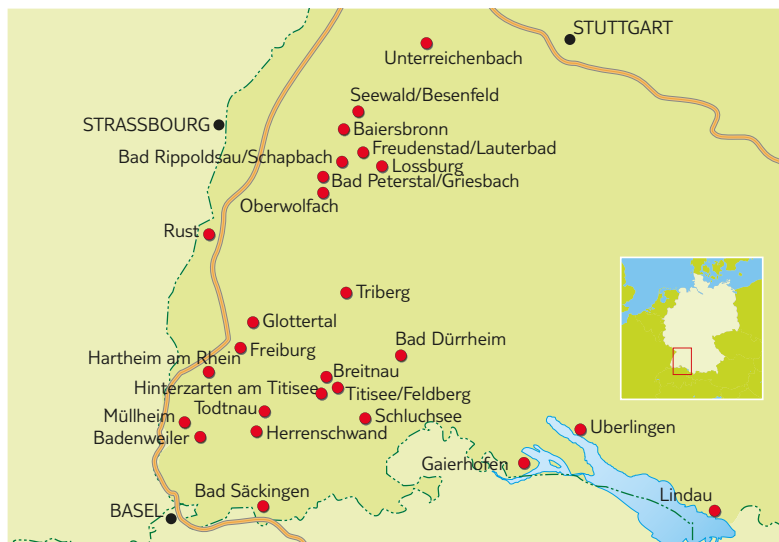 STUTTGART
Unterreichenbach
Seewald/Besenfeld
STRASSBOURG
Baiersbronn
Freudenstad/Lauterbad
Bad Rippoldsau/Schapbach
Lossburg
Bad Peterstal/Griesbach
Oberwolfach
Rust
Triberg
Glottertal
Bad Dürrheim
Freiburg
Hartheim am Rhein
Breitnau
Hinterzarten am Titisee
Titisee/Feldberg
Todtnau
Müllheim
Schluchsee
Badenweiler
Herrenschwand
Uberlingen
Gaierhofen
Bad Säckingen
Lindau
BASEL